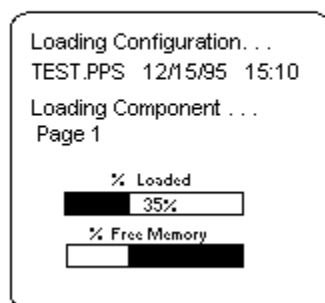 Loading Configuration. . .
TEST.PPS 12/15/95 15:10
Loading Component . . .
Page 1
% Loaded
35%
% Free Memory